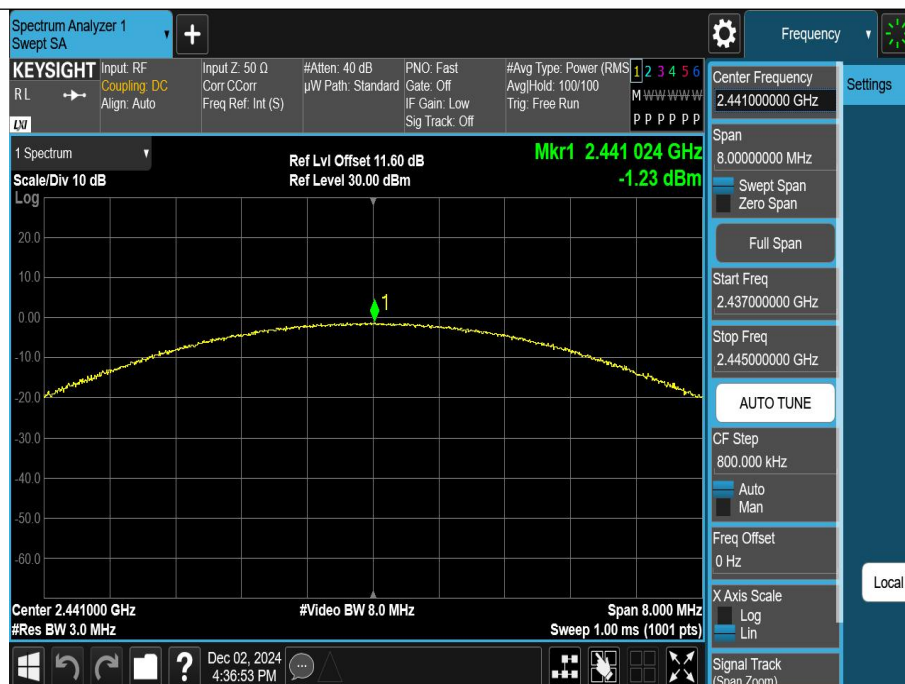 Spectrum Analyzer 1
Swept SA
Frequency
KEYSIGHT
R L
LXI
Input: RF
Coupling: DC
Align: Auto
Input Z: 50 Ω
Corr CCorr
Freq Ref: Int (S)
#Atten: 40 dB
µW Path: Standard
PNO: Fast
Gate: Off
IF Gain: Low
Sig Track: Off
#Avg Type: Power (RMS
Avg|Hold: 100/100
Trig: Free Run
1 2 3 4 5 6
M W W W W W
P P P P P P
1 Spectrum
Scale/Div 10 dB
Log
Ref Lvl Offset 11.60 dB
Ref Level 30.00 dBm
Mkr1 2.441 024 GHz
-1.23 dBm
20.0
10.0
0.00
-10.0
-20.0
-30.0
-40.0
-50.0
-60.0
1
Center 2.441000 GHz
#Res BW 3.0 MHz
#Video BW 8.0 MHz
Span 8.000 MHz
Sweep 1.00 ms (1001 pts)
Center Frequency
2.441000000 GHz
Span
8.00000000 MHz
Swept Span
Zero Span
Full Span
Start Freq
2.437000000 GHz
Stop Freq
2.445000000 GHz
AUTO TUNE
CF Step
800.000 kHz
Auto
Man
Freq Offset
0 Hz
X Axis Scale
Log
Lin
Signal Track
(Span Zoom)
Settings
Local
?
Dec 02, 2024
4:36:53 PM